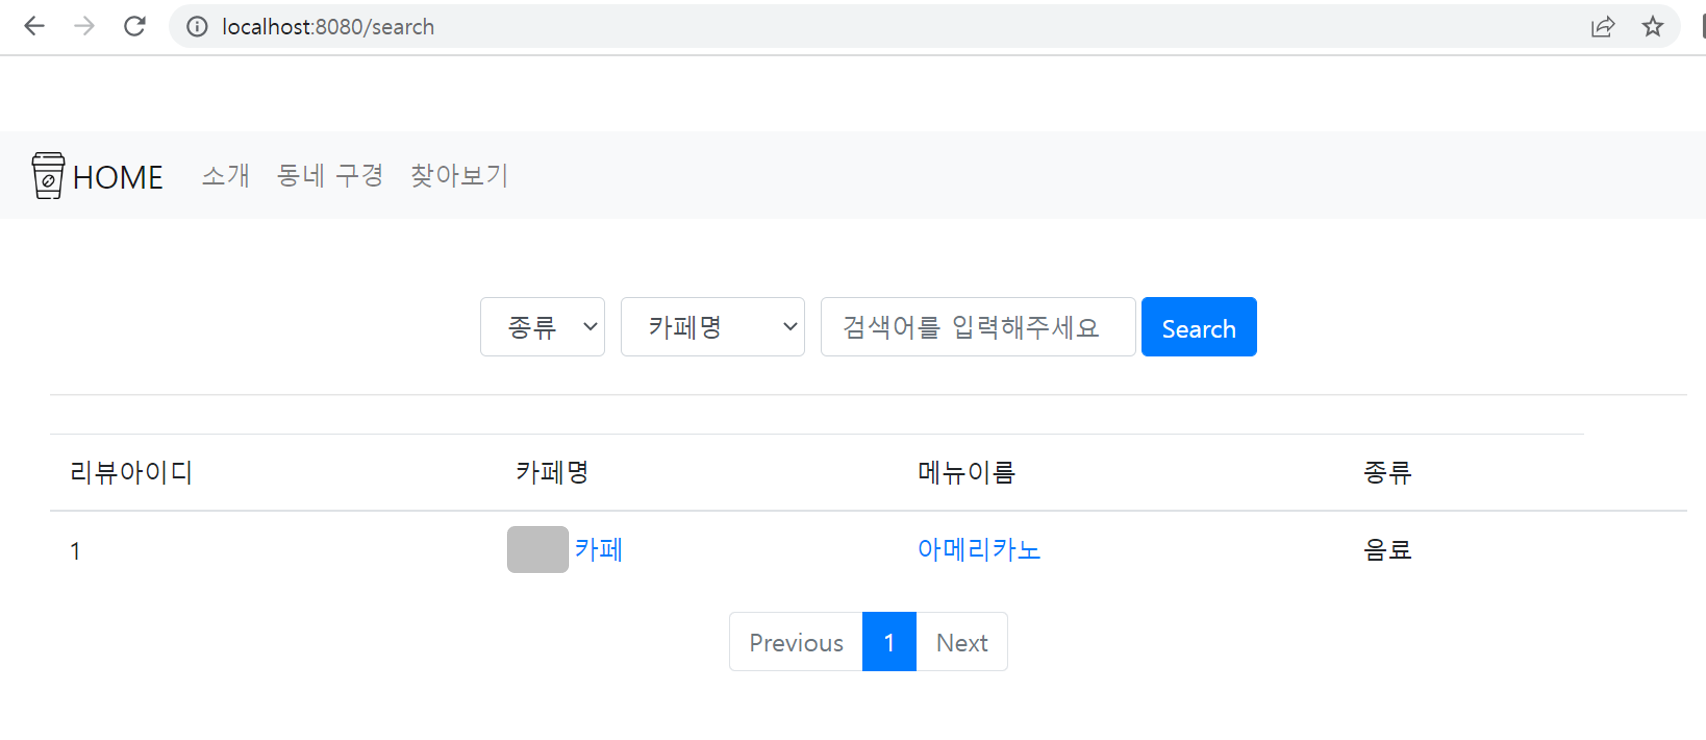 localhost:8080/search
HOME 소개 동네 구경 찾아보기
종류 카페명 검색어를 입력해주세요 Search
리뷰아이디 카페명 메뉴이름 종류
1 카페 아메리카노 음료
Previous 1 Next